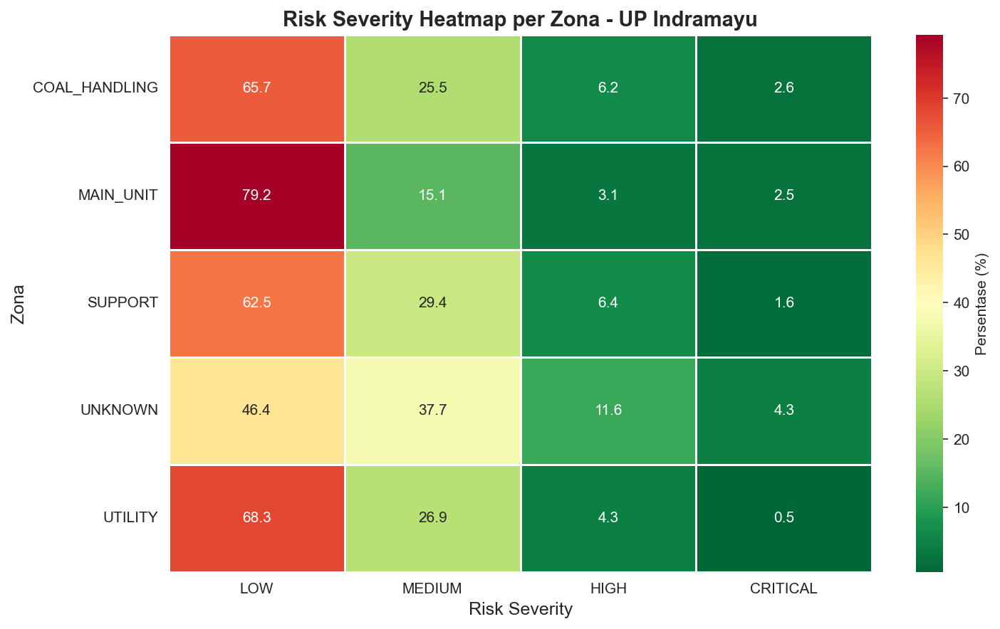 Risk Severity Heatmap per Zona - UP Indramayu
COAL_HANDLING 65.7 25.5 6.2 2.6
MAIN_UNIT 79.2 15.1 3.1 2.5
SUPPORT 62.5 29.4 6.4 1.6
UNKNOWN 46.4 37.7 11.6 4.3
UTILITY 68.3 26.9 4.3 0.5
LOW MEDIUM HIGH CRITICAL
Risk Severity
Zona
70
60
50
40
30
20
10
Persentase (%)